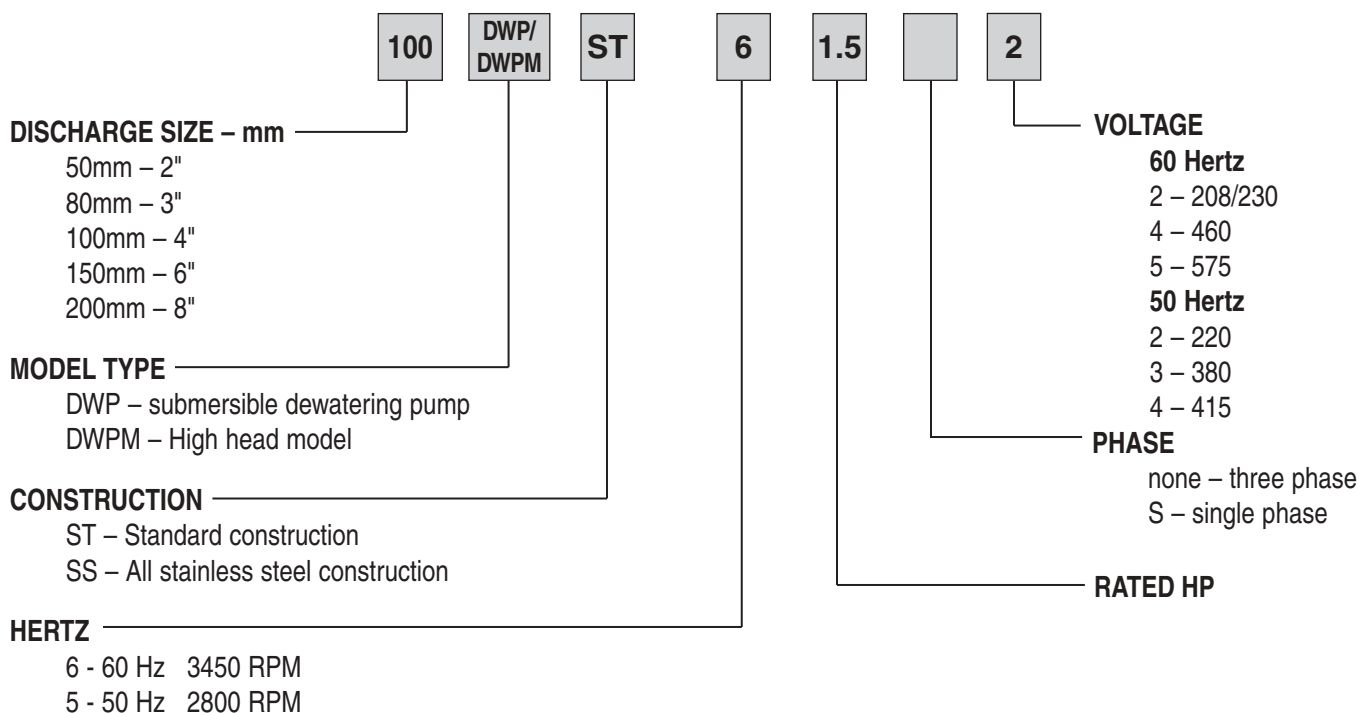 100
DWP/
DWPM
ST
6
1.5
2
DISCHARGE SIZE – mm
50mm – 2"
80mm – 3"
100mm – 4"
150mm – 6"
200mm – 8"
MODEL TYPE
DWP – submersible dewatering pump
DWPM – High head model
CONSTRUCTION
ST – Standard construction
SS – All stainless steel construction
HERTZ
6 - 60 Hz 3450 RPM
5 - 50 Hz 2800 RPM
VOLTAGE
60 Hertz
2 – 208/230
4 – 460
5 – 575
50 Hertz
2 – 220
3 – 380
4 – 415
PHASE
none – three phase
S – single phase
RATED HP